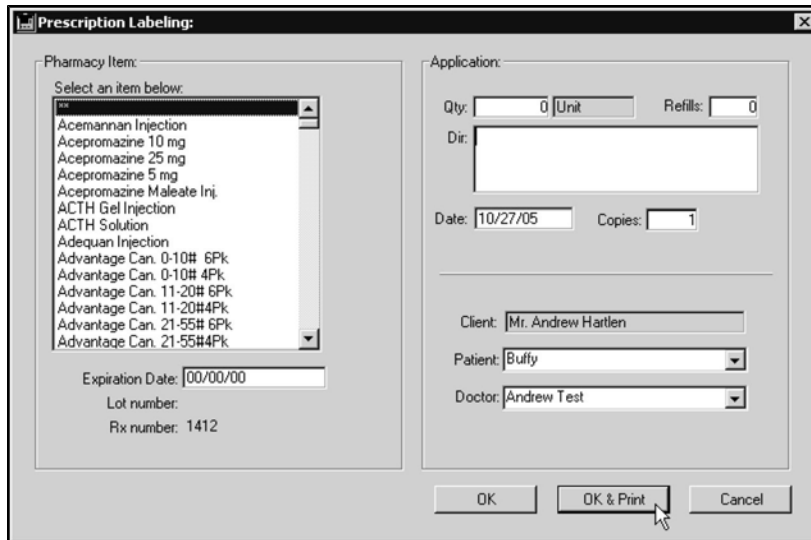 Prescription Labeling:
Pharmacy Item:
Select an item below:
**
Acemannan Injection
Acepromazine 10 mg
Acepromazine 25 mg
Acepromazine 5 mg
Acepromazine Maleate Inj.
ACTH Gel Injection
ACTH Solution
Adequan Injection
Advantage Can. 0-10# 6Pk
Advantage Can. 0-10# 4Pk
Advantage Can. 11-20# 6Pk
Advantage Can. 11-20#4Pk
Advantage Can. 21-55# 6Pk
Advantage Can. 21-55#4Pk
Expiration Date: 00/00/00
Lot number:
Rx number: 1412
Application:
Qty: 0 Unit Refills: 0
Dir:
Date: 10/27/05 Copies: 1
Client: Mr. Andrew Hartlen
Patient: Buffy
Doctor: Andrew Test
OK OK & Print Cancel